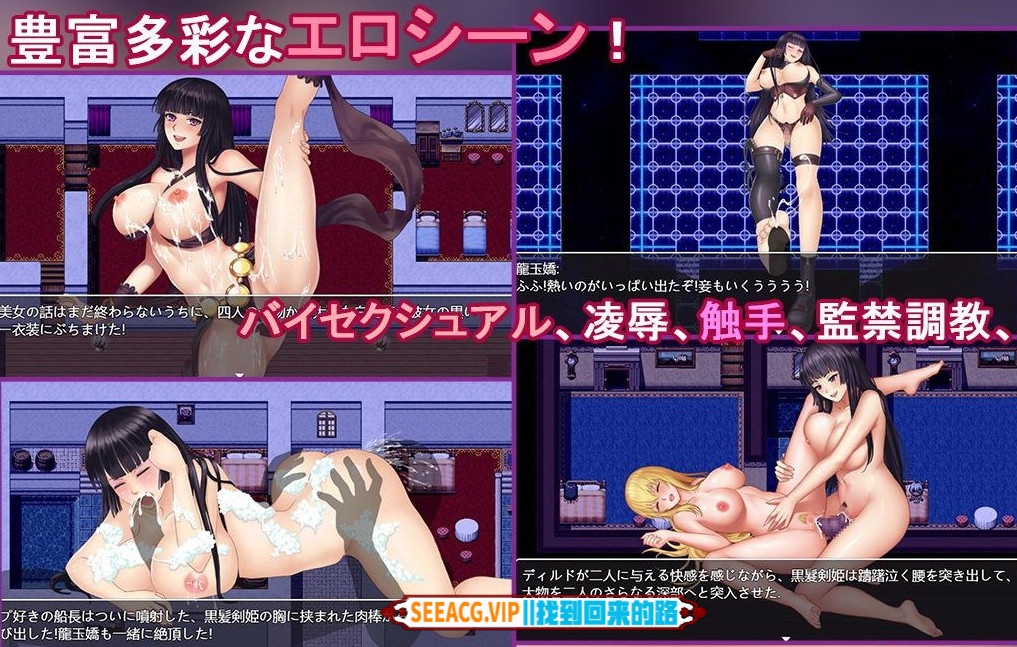 豊富多彩なエロシーン！
美女の話はまだ終わらないうちに、四人
一衣装にぶちまけた!
龍玉嬌:
ふふ!熱いのがいっぱい出たぞ!妾もいくうううう!
バイセクシュアル、凌辱、触手、監禁調教、
プ好きの船長はついに噴射した、黒髪剣姫の胸に挟まれた肉棒が
び出した!龍玉嬌も一緒に絶頂した!
ディルドが二人に与える快感を感じながら、黒髪剣姫は躊躇泣く腰を突き出して、
大物を二人のさらなる深部へと突入させた.
SEEACG.VIP||找到回来的路